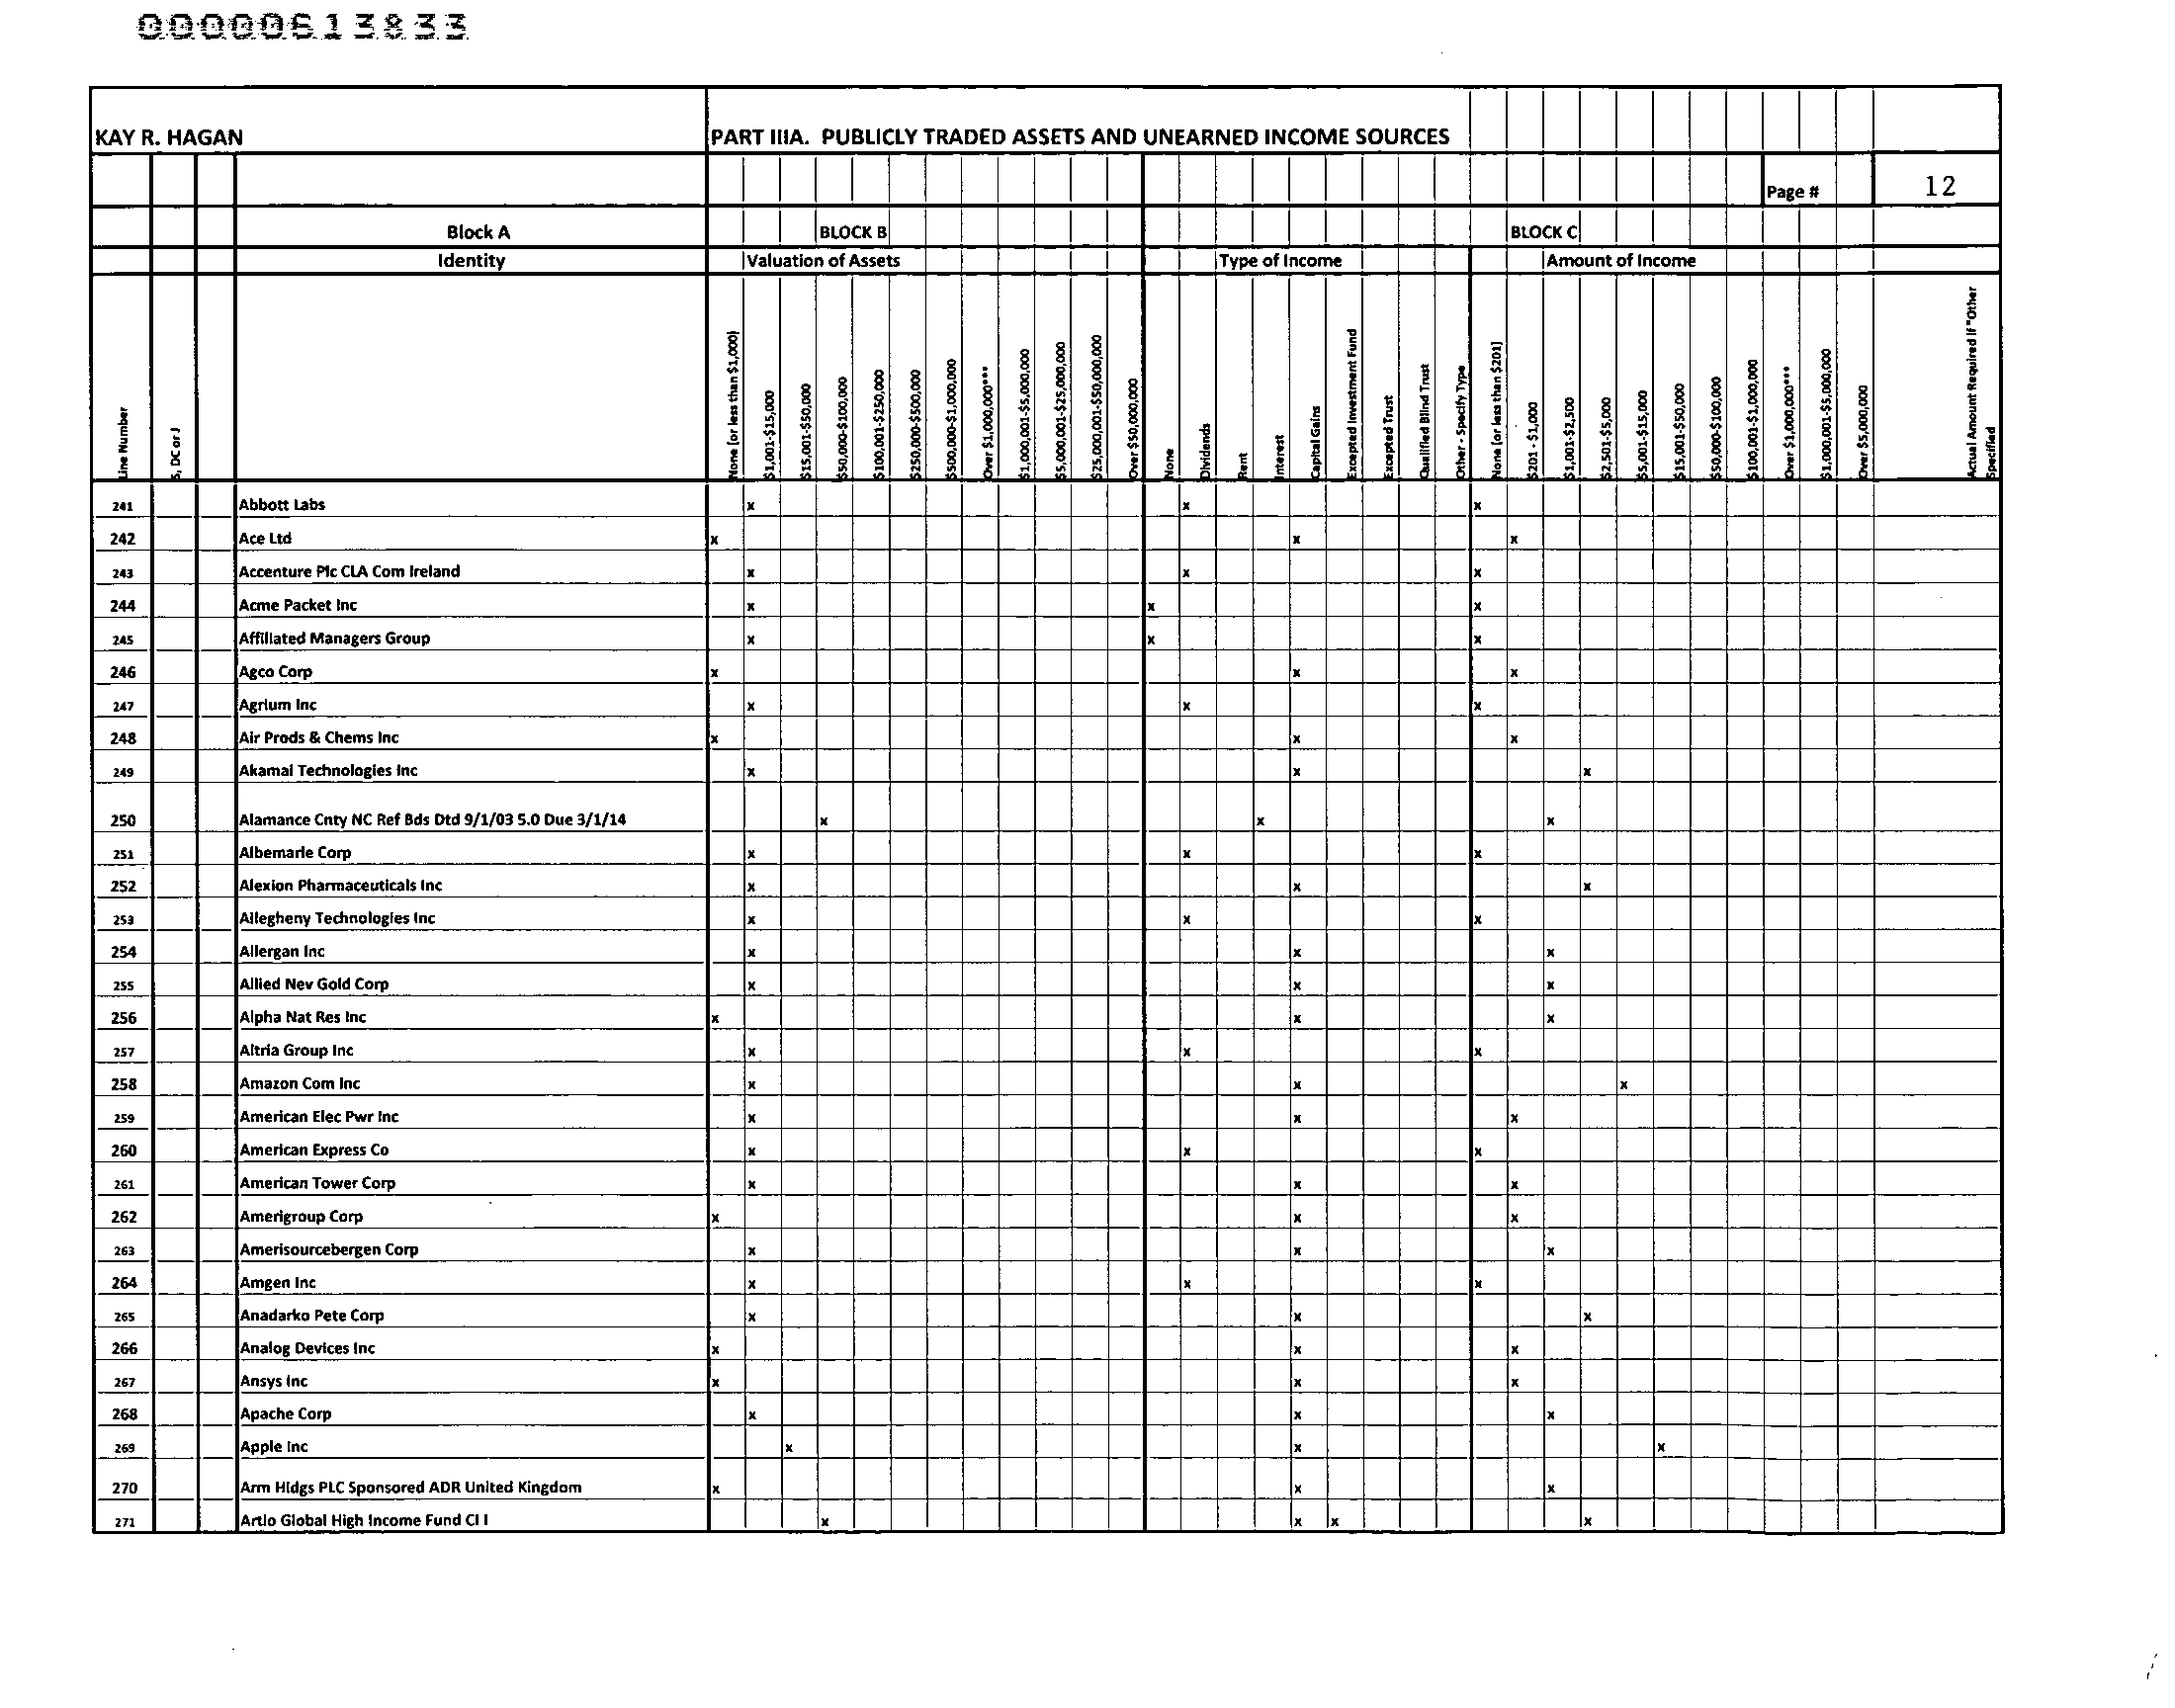 00000613833
KAY R. HAGAN PART IIIA. PUBLICLY TRADED ASSETS AND UNEARNED INCOME SOURCES
Page # 12
Block A BLOCK B BLOCK C
Identity Valuation of Assets Type of Income Amount of Income
Line Number
S, DC or J
None (or less than $1,000)
$1,001-$15,000
$15,001-$50,000
$50,000-$100,000
$100,001-$250,000
$250,000-$500,000
$500,000-$1,000,000
Over $1,000,000***
$1,000,001-$5,000,000
$5,000,001-$25,000,000
$25,000,001-$50,000,000
Over $50,000,000
None
Dividends
Rent
Interest
Capital Gains
Excepted Investment Fund
Excepted Trust
Qualified Blind Trust
Other - Specify Type
None (or less than $201)
$201 - $1,000
$1,001-$2,500
$2,501-$5,000
$5,001-$15,000
$15,001-$50,000
$50,000-$100,000
$100,001-$1,000,000
Over $1,000,000***
$1,000,001-$5,000,000
Over $5,000,000
Actual Amount Required If "Other
Specified
241 Abbott Labs x x x
242 Ace Ltd x x x
243 Accenture Plc CLA Com Ireland x x x
244 Acme Packet Inc x x x
245 Affiliated Managers Group x x x
246 Agco Corp x x x
247 Agrium Inc x x x
248 Air Prods & Chems Inc x x x
249 Akamai Technologies Inc x x x
250 Alamance Cnty NC Ref Bds Dtd 9/1/03 5.0 Due 3/1/14 x x x
251 Albemarle Corp x x x
252 Alexion Pharmaceuticals Inc x x x
253 Allegheny Technologies Inc x x x
254 Allergan Inc x x x
255 Allied Nev Gold Corp x x x
256 Alpha Nat Res Inc x x x
257 Altria Group Inc x x x
258 Amazon Com Inc x x x
259 American Elec Pwr Inc x x x
260 American Express Co x x x
261 American Tower Corp x x x
262 Amerigroup Corp x x x
263 Amerisourcebergen Corp x x x
264 Amgen Inc x x x
265 Anadarko Pete Corp x x x
266 Analog Devices Inc x x x
267 Ansys Inc x x x
268 Apache Corp x x x
269 Apple Inc x x x
270 Arm Hldgs PLC Sponsored ADR United Kingdom x x x
271 Artio Global High Income Fund Cl I x x x x